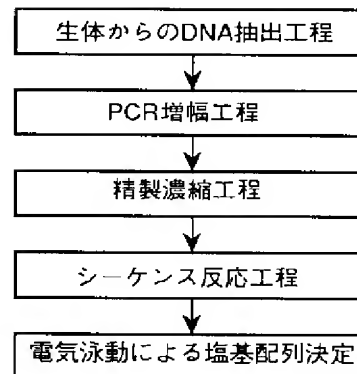 生体からのDNA抽出工程
PCR増幅工程
精製濃縮工程
シーケンス反応工程
電気泳動による塩基配列決定